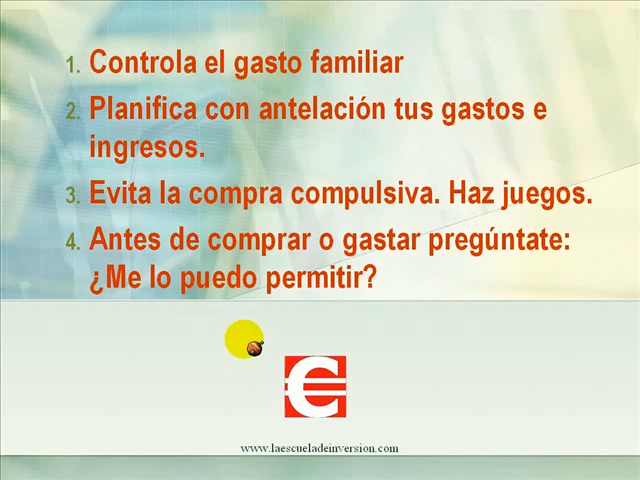 1. Controla el gasto familiar
2. Planifica con antelación tus gastos e
ingresos.
3. Evita la compra compulsiva. Haz juegos.
4. Antes de comprar o gastar pregúntate:
¿Me lo puedo permitir?
€
www.laescueladeinversion.com